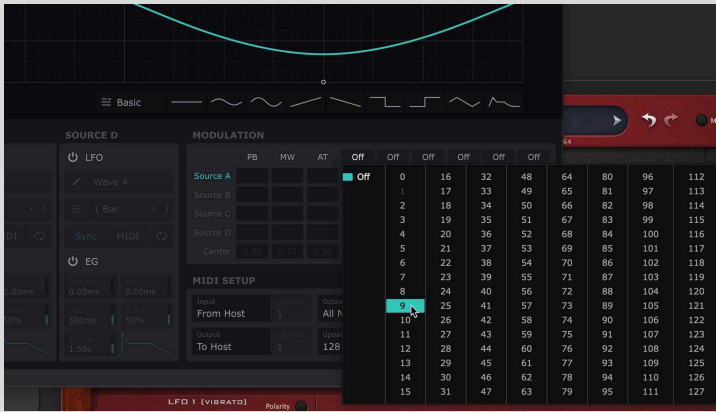 Basic
64
M
SOURCE D
MODULATION
LFO
PB MW AT Off Off Off Off Off Off
Wave 4
Source A
1 Bar
Source B
Source C
MIDI Sync MIDI
Source D
EG
Center 0.00 0.50 0.50
Off
0 16 32 48 64 80 96 112
1 17 33 49 65 81 97 113
2 18 34 50 66 82 98 114
3 19 35 51 67 83 99 115
4 20 36 52 68 84 100 116
5 21 37 53 69 85 101 117
6 22 38 54 70 86 102 118
7 23 39 55 71 87 103 119
8 24 40 56 72 88 104 120
9 25 41 57 73 89 105 121
10 26 42 58 74 90 106 122
11 27 43 59 75 91 107 123
12 28 44 60 76 92 108 124
13 29 45 61 77 93 109 125
14 30 46 62 78 94 110 126
15 31 47 63 79 95 111 127
MIDI SETUP
0.00ms 0.00ms 0.00ms
Input Channel Octav
From Host 1 All N
50% 500ms 50%
Output Channel Updat
To Host 1 128
1.50s
LFO 1 (VIBRATO)
Polarity